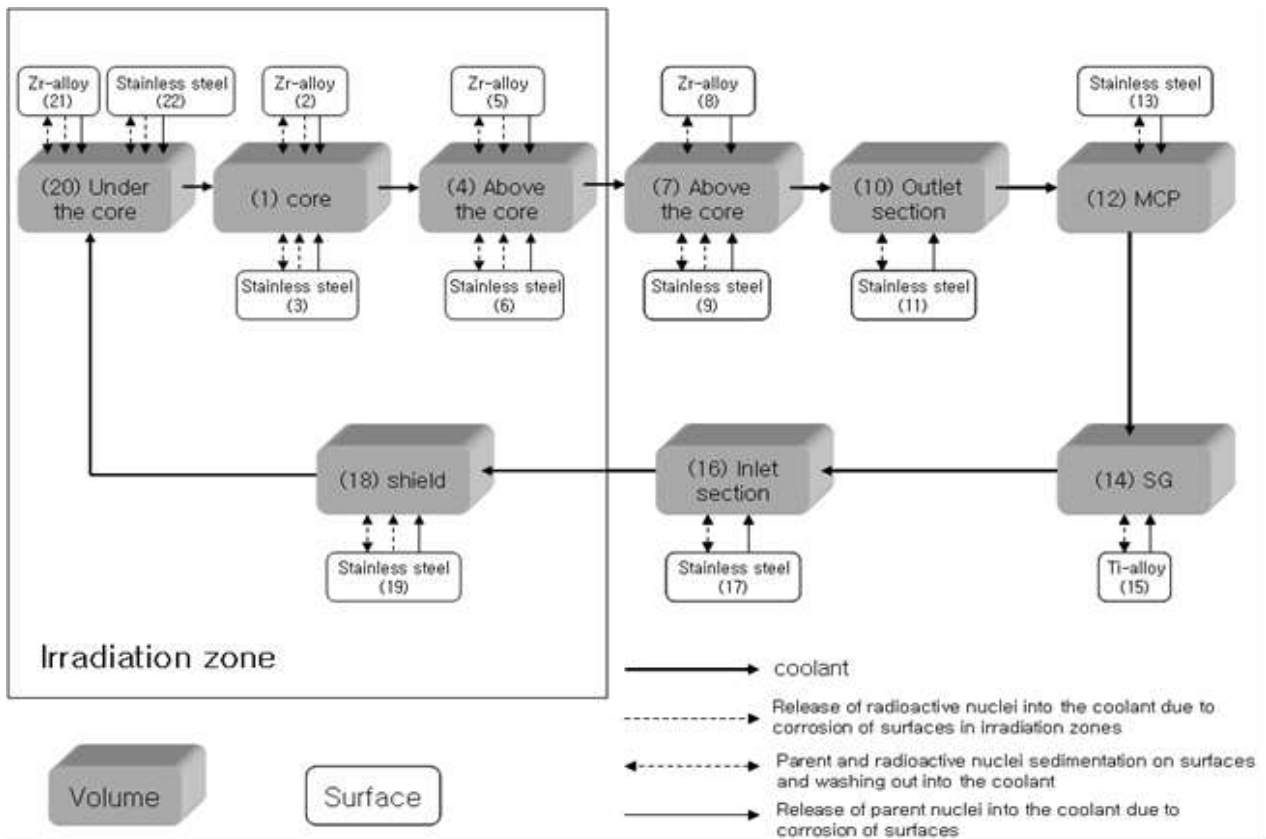 Zr-alloy
(21)
Stainless steel
(22)
Zr-alloy
(2)
Zr-alloy
(5)
Zr-alloy
(8)
Stainless steel
(13)
(20) Under
the core
(1) core
(4) Above
the core
(7) Above
the core
(10) Outlet
section
(12) MCP
Stainless steel
(3)
Stainless steel
(6)
Stainless steel
(9)
Stainless steel
(11)
(18) shield
(16) Inlet
section
(14) SG
Stainless steel
(19)
Stainless steel
(17)
Ti-alloy
(15)
Irradiation zone
coolant
Release of radioactive nuclei into the coolant due to
corrosion of surfaces in irradiation zones
Parent and radioactive nuclei sedimentation on surfaces
and washing out into the coolant
Release of parent nuclei into the coolant due to
corrosion of surfaces
Volume
Surface